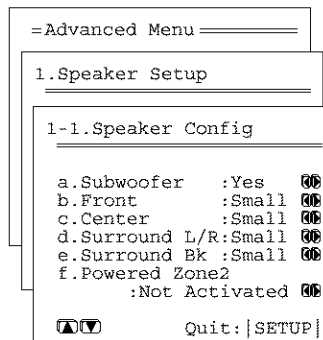 Advanced Menu
1.Speaker Setup
1-1.Speaker Config
a.Subwoofer :Yes
b.Front :Small
c.Center :Small
d.Surround L/R:Small
e.Surround Bk :Small
f.Powered Zone2
:Not Activated
Quit:|SETUP|